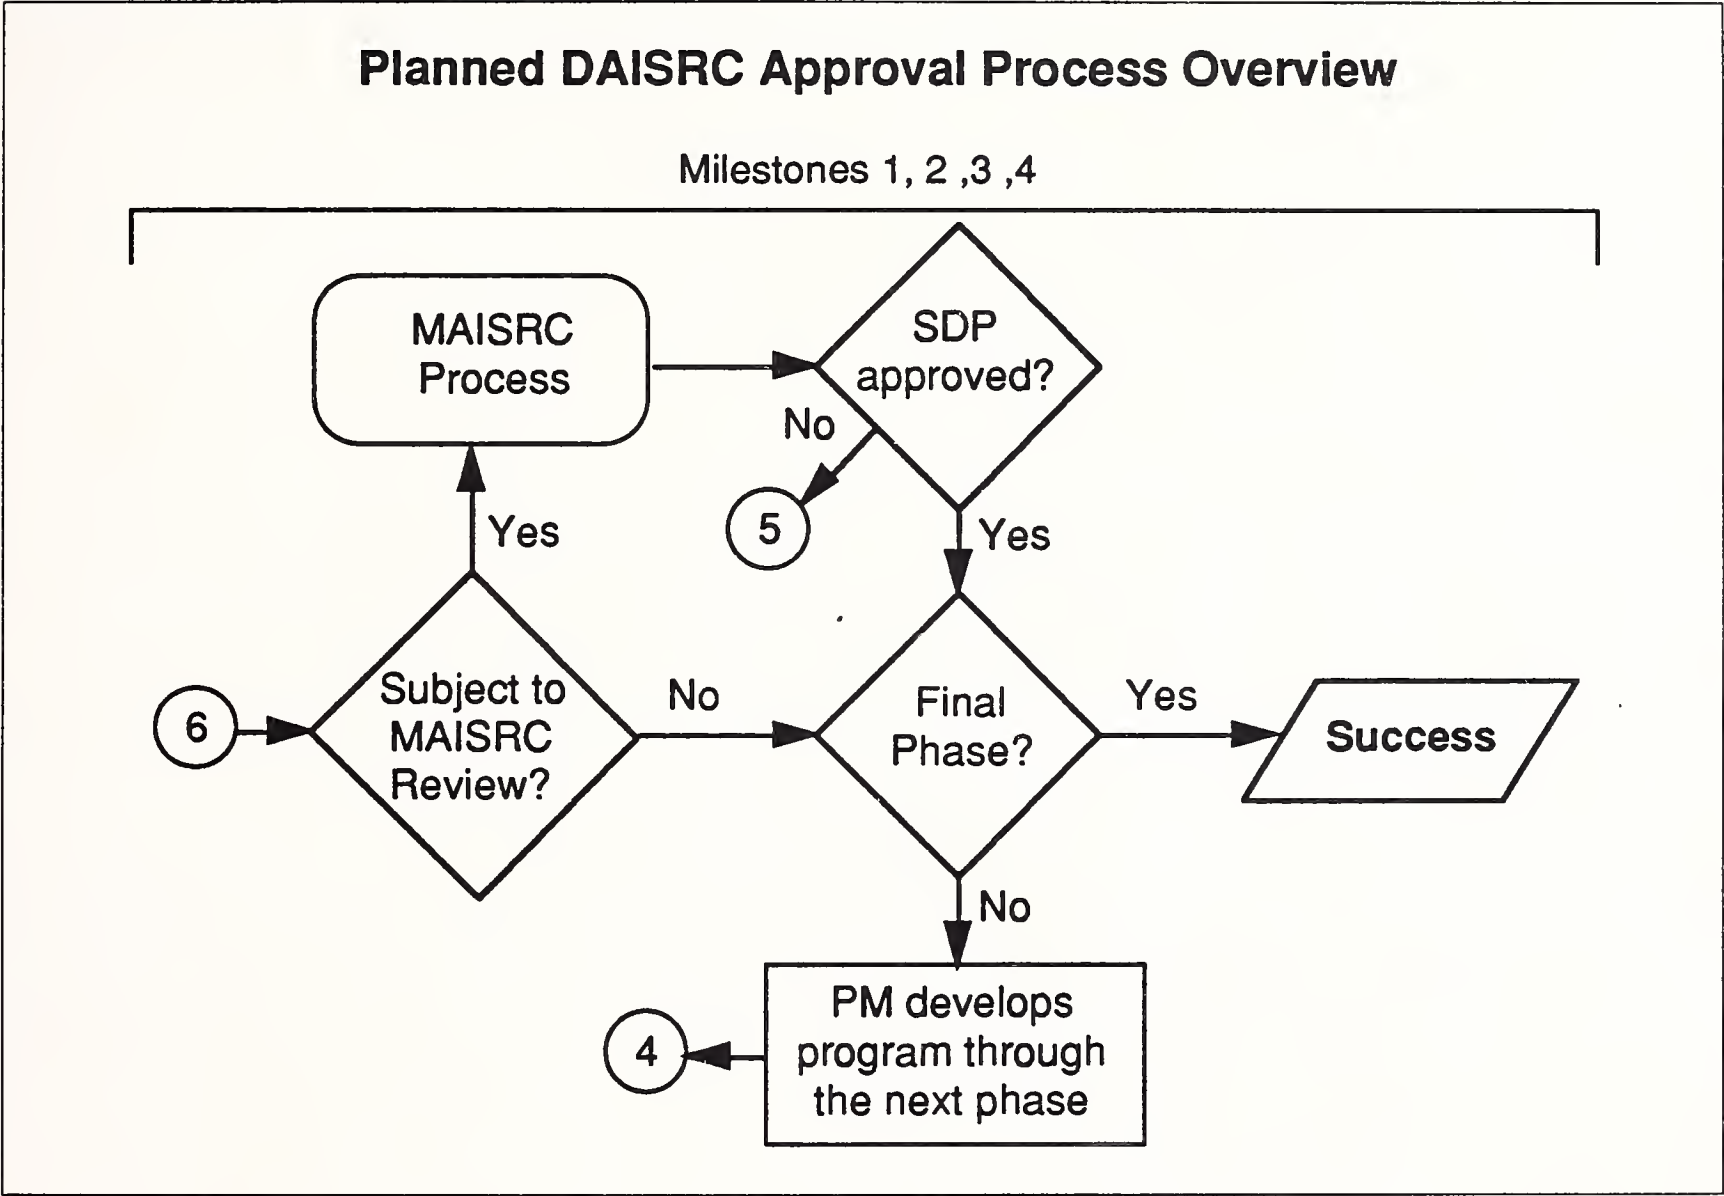 Planned DAISRC Approval Process Overview
Milestones 1, 2 ,3 ,4
MAISRC
Process
SDP
approved?
No
5
Yes
Yes
6
Subject to
MAISRC
Review?
No
Final
Phase?
Yes
Success
No
PM develops
program through
the next phase
4